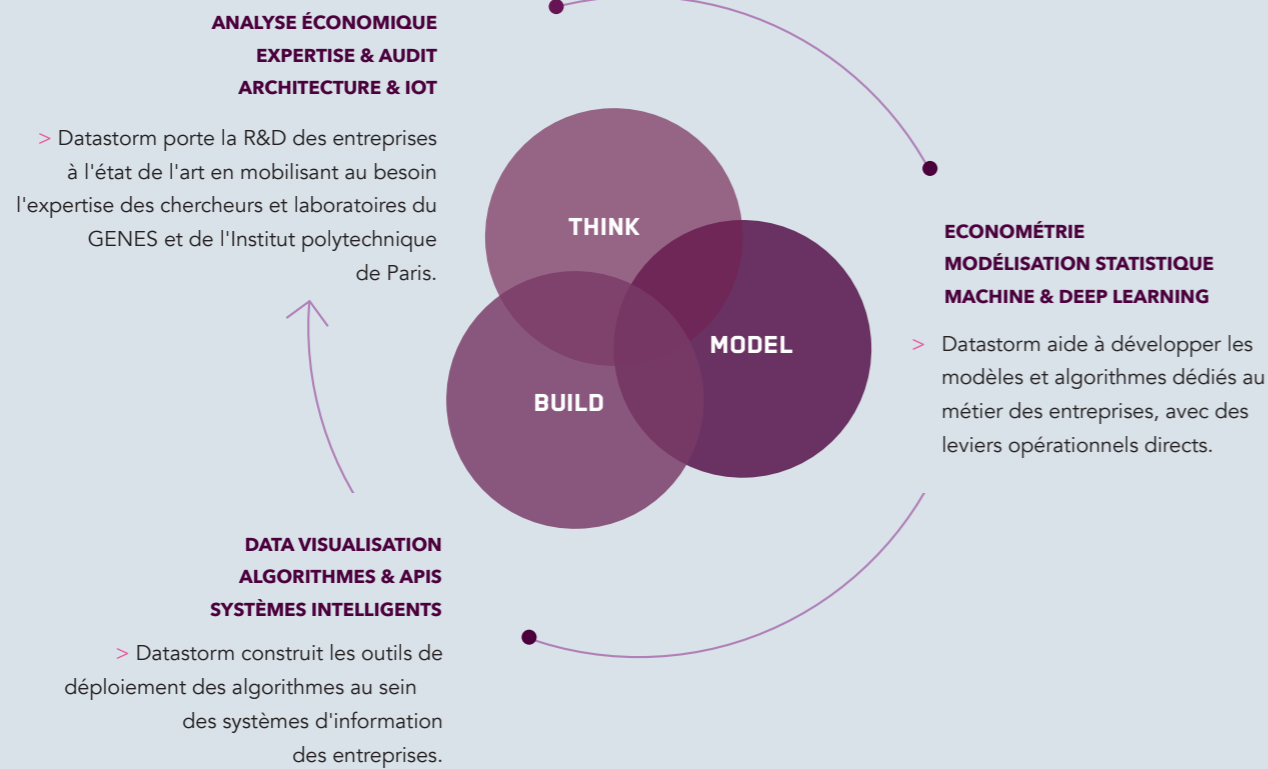 ANALYSE ÉCONOMIQUE
EXPERTISE & AUDIT
ARCHITECTURE & IOT
> Datastorm porte la R&D des entreprises
à l'état de l'art en mobilisant au besoin
l'expertise des chercheurs et laboratoires du
GENES et de l'Institut polytechnique
de Paris.
THINK
MODEL
BUILD
ECONOMÉTRIE
MODÉLISATION STATISTIQUE
MACHINE & DEEP LEARNING
> Datastorm aide à développer les
modèles et algorithmes dédiés au
métier des entreprises, avec des
leviers opérationnels directs.
DATA VISUALISATION
ALGORITHMES & APIS
SYSTÈMES INTELLIGENTS
> Datastorm construit les outils de
déploiement des algorithmes au sein
des systèmes d'information
des entreprises.